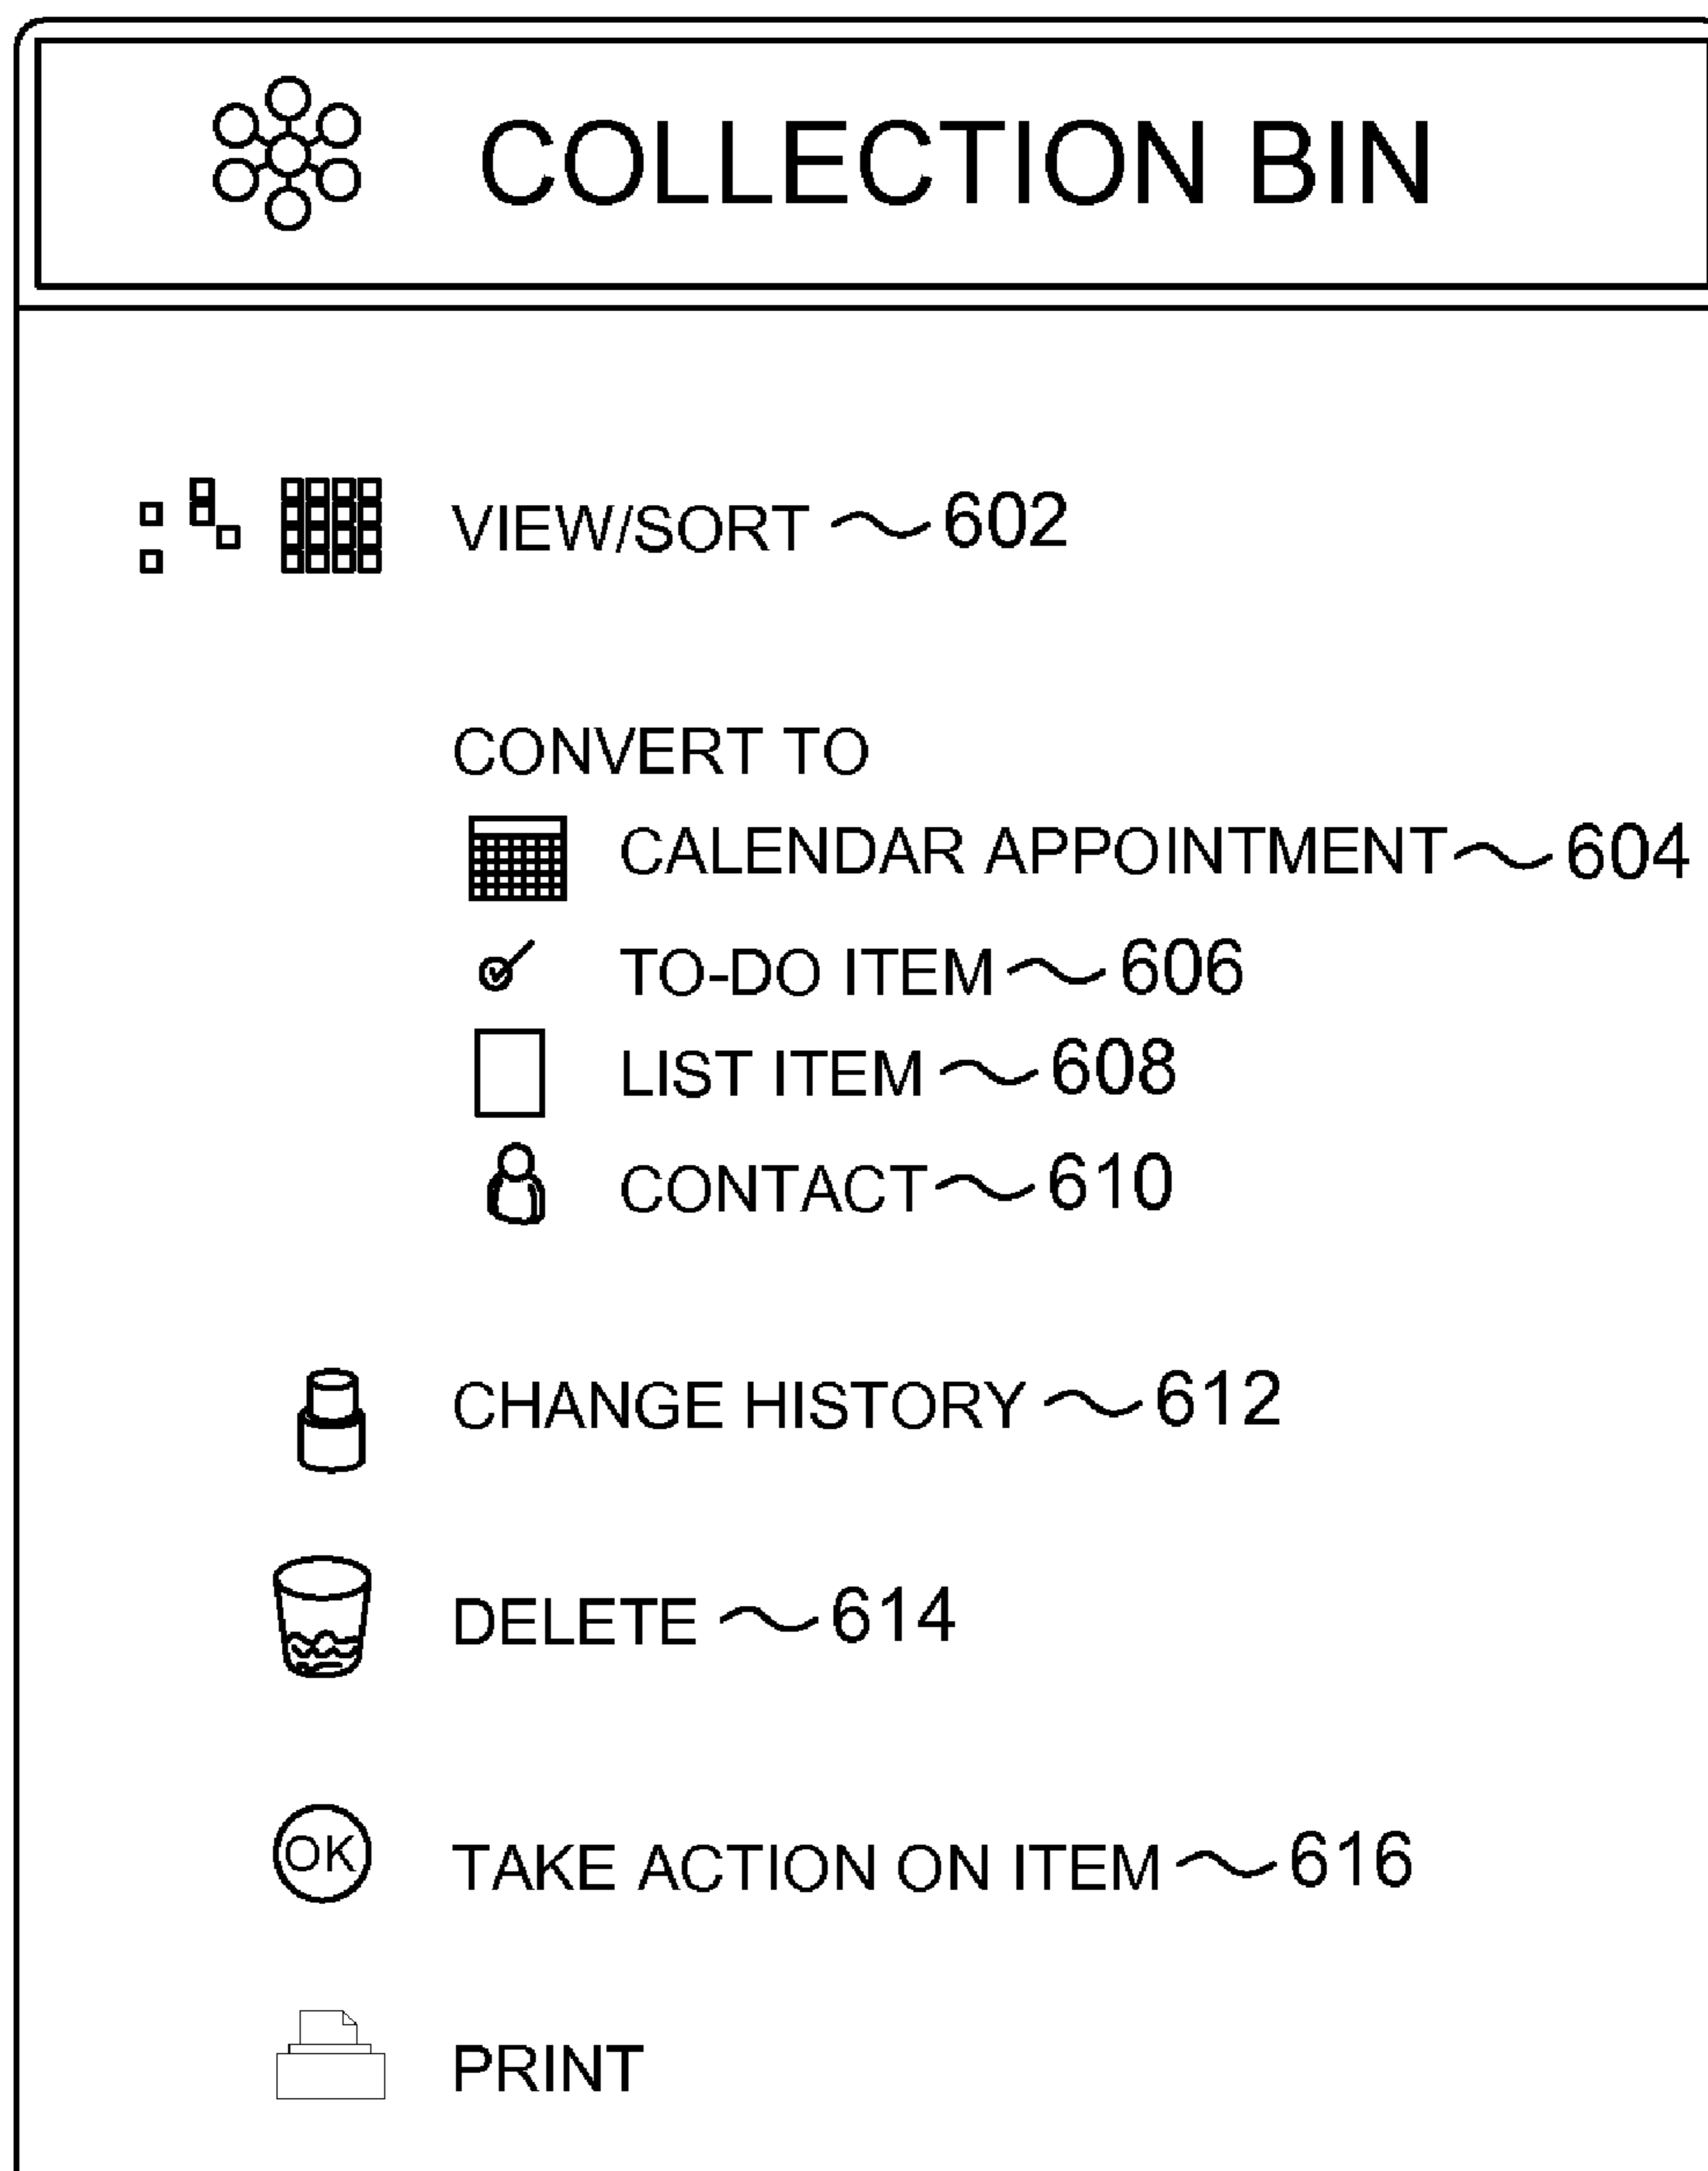 COLLECTION BIN
VIEW/SORT 602
CONVERT TO
CALENDAR APPOINTMENT 604
TO-DO ITEM 606
LIST ITEM 608
CONTACT 610
CHANGE HISTORY 612
DELETE 614
OK TAKE ACTION ON ITEM 616
PRINT